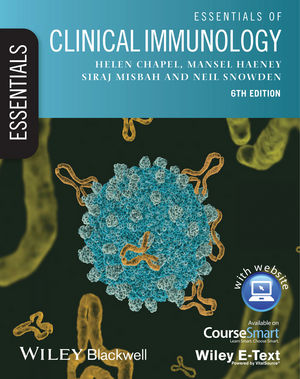 ESSENTIALS OF
CLINICAL IMMUNOLOGY
HELEN CHAPEL, MANSEL HAENEY
SIRAJ MISBAH AND NEIL SNOWDEN
6TH EDITION
ESSENTIALS
with website
Available on
CourseSmart
Learn Smart. Choose Smart.
WILEY Blackwell
Wiley E-Text
Powered by VitalSource®